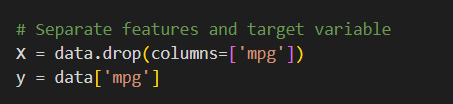 # Separate features and target variable
X = data.drop(columns=['mpg'])
y = data['mpg']